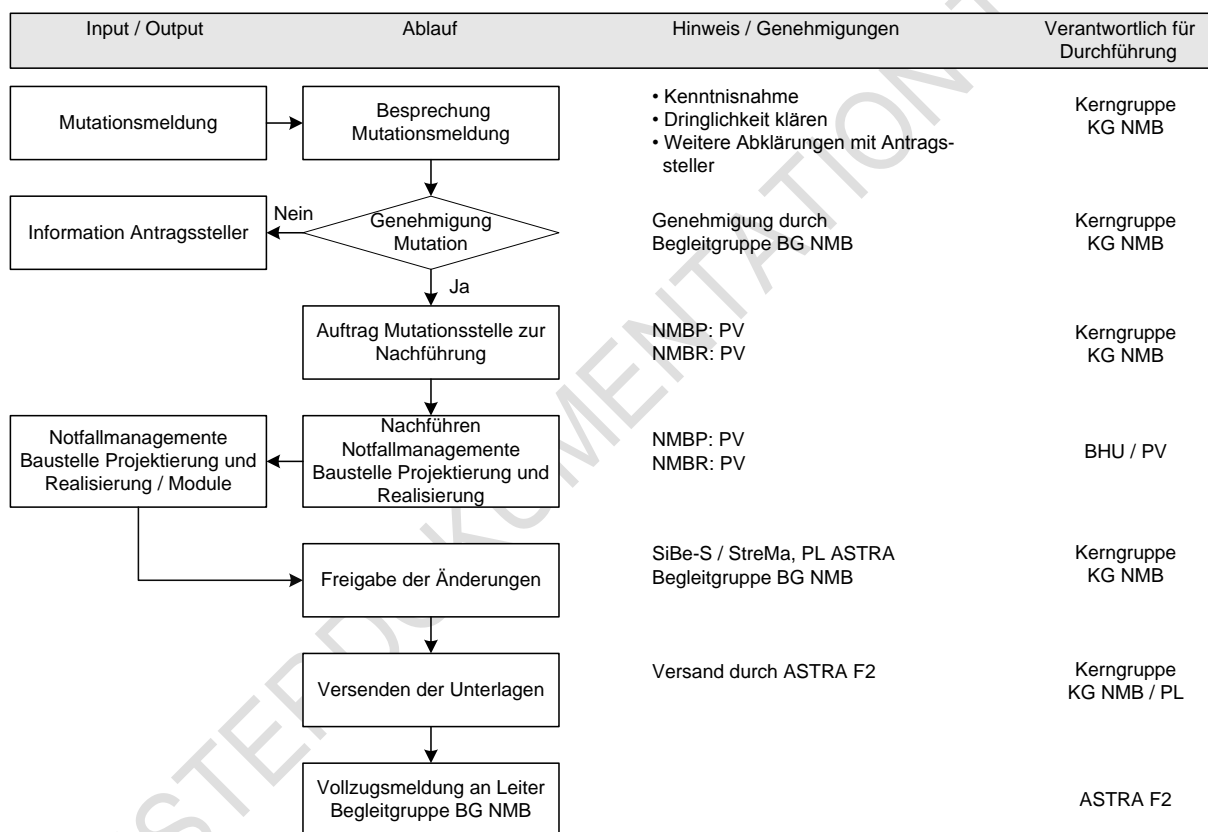 Input / Output
Ablauf
Hinweis / Genehmigungen
Verantwortlich für
Durchführung
Mutationsmeldung
Besprechung
Mutationsmeldung
• Kenntnisnahme
• Dringlichkeit klären
• Weitere Abklärungen mit Antrags-
steller
Kerngruppe
KG NMB
Information Antragssteller
Nein
Genehmigung
Mutation
Genehmigung durch
Begleitgruppe BG NMB
Kerngruppe
KG NMB
Ja
Auftrag Mutationsstelle zur
Nachführung
NMBP: PV
NMBR: PV
Kerngruppe
KG NMB
Notfallmanagemente
Baustelle Projektierung und
Realisierung / Module
Nachführen
Notfallmanagemente
Baustelle Projektierung und
Realisierung
NMBP: PV
NMBR: PV
BHU / PV
Freigabe der Änderungen
SiBe-S / StreMa, PL ASTRA
Begleitgruppe BG NMB
Kerngruppe
KG NMB
Versenden der Unterlagen
Versand durch ASTRA F2
Kerngruppe
KG NMB / PL
Vollzugsmeldung an Leiter
Begleitgruppe BG NMB
ASTRA F2